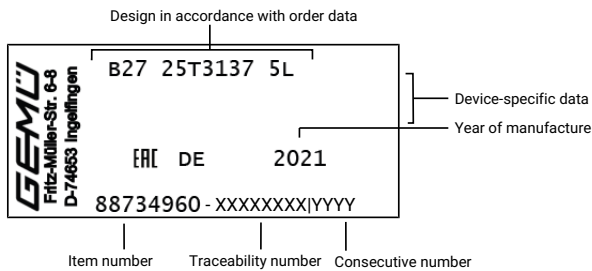 Design in accordance with order data
GEMÜ
Fritz-Müller-Str. 6-8
D-74653 Ingelfingen
B27 25T3137 5L
Device-specific data
Year of manufacture
EAC DE 2021
88734960-XXXXXXXX|YYYY
Item number Traceability number Consecutive number